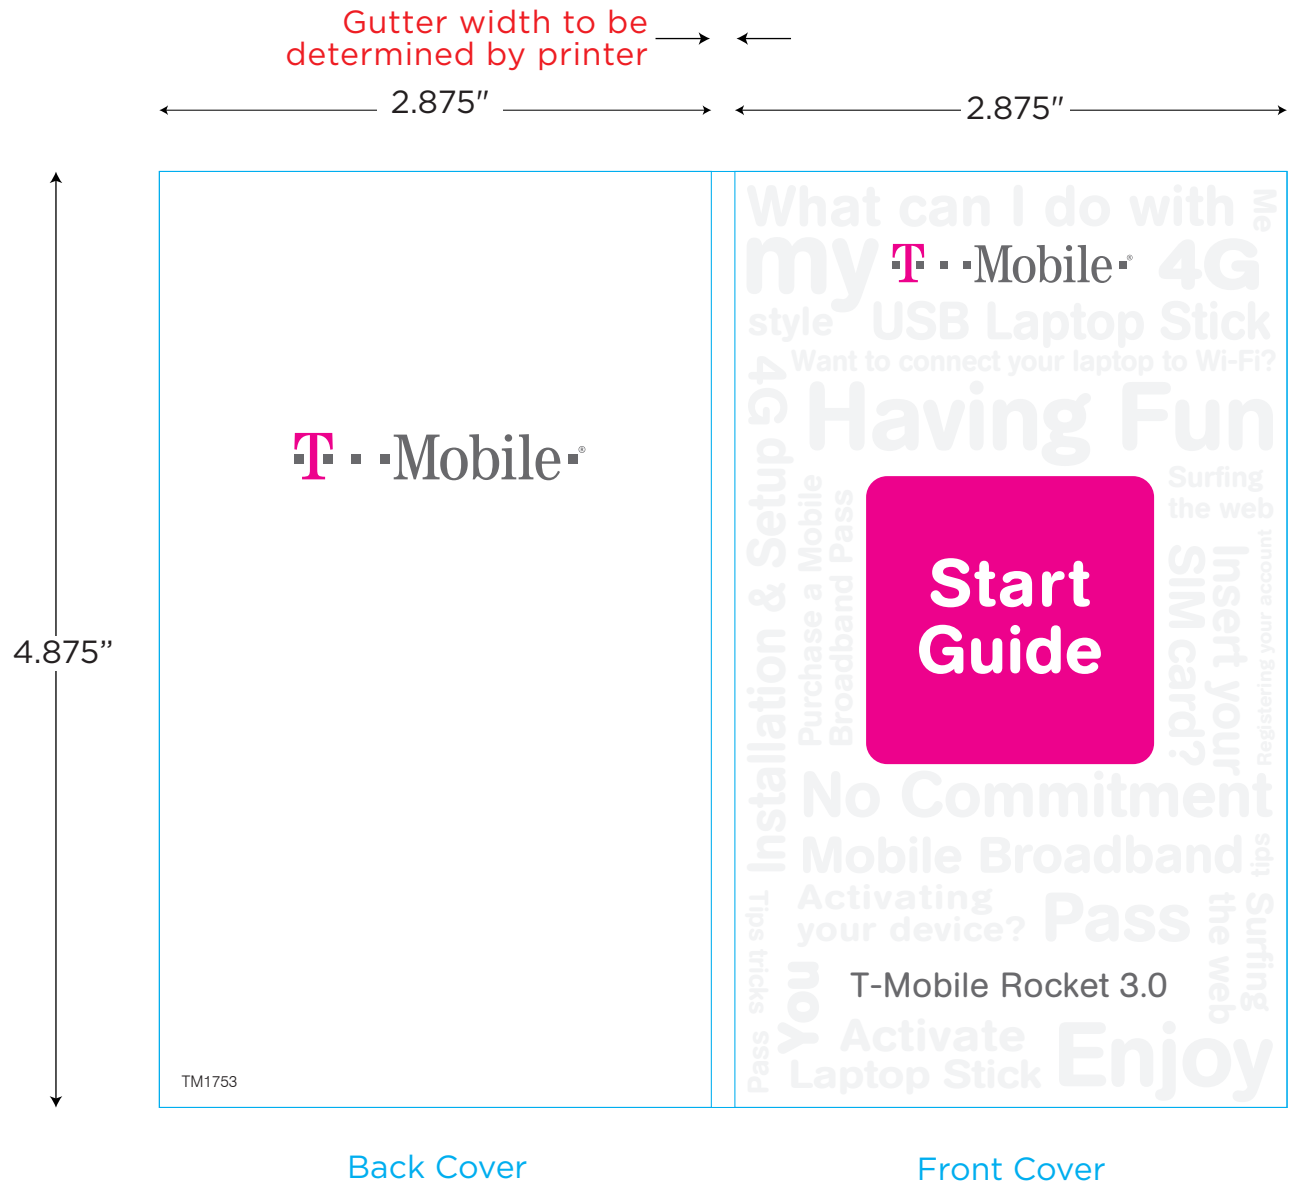 Gutter width to be
determined by printer
2.875"
2.875"
4.875”
T · · Mobile · ®
TM1753
What can I do with
Me
my
T · · Mobile · ®
4G
style
USB Laptop Stick
Want to connect your laptop to Wi-Fi?
4G
Having Fun
Installation & Setup
up
Purchase a Mobile
Broadband Pass
Surfing
the web
Start
Guide
Insert your
SIM card?
Registering your account
No Commitment
Mobile Broadband
tips
Tips tricks
Activating
your device?
Pass
Surfing
the web
You
T-Mobile Rocket 3.0
Pass
Activate
Laptop Stick
Enjoy
Back Cover
Front Cover